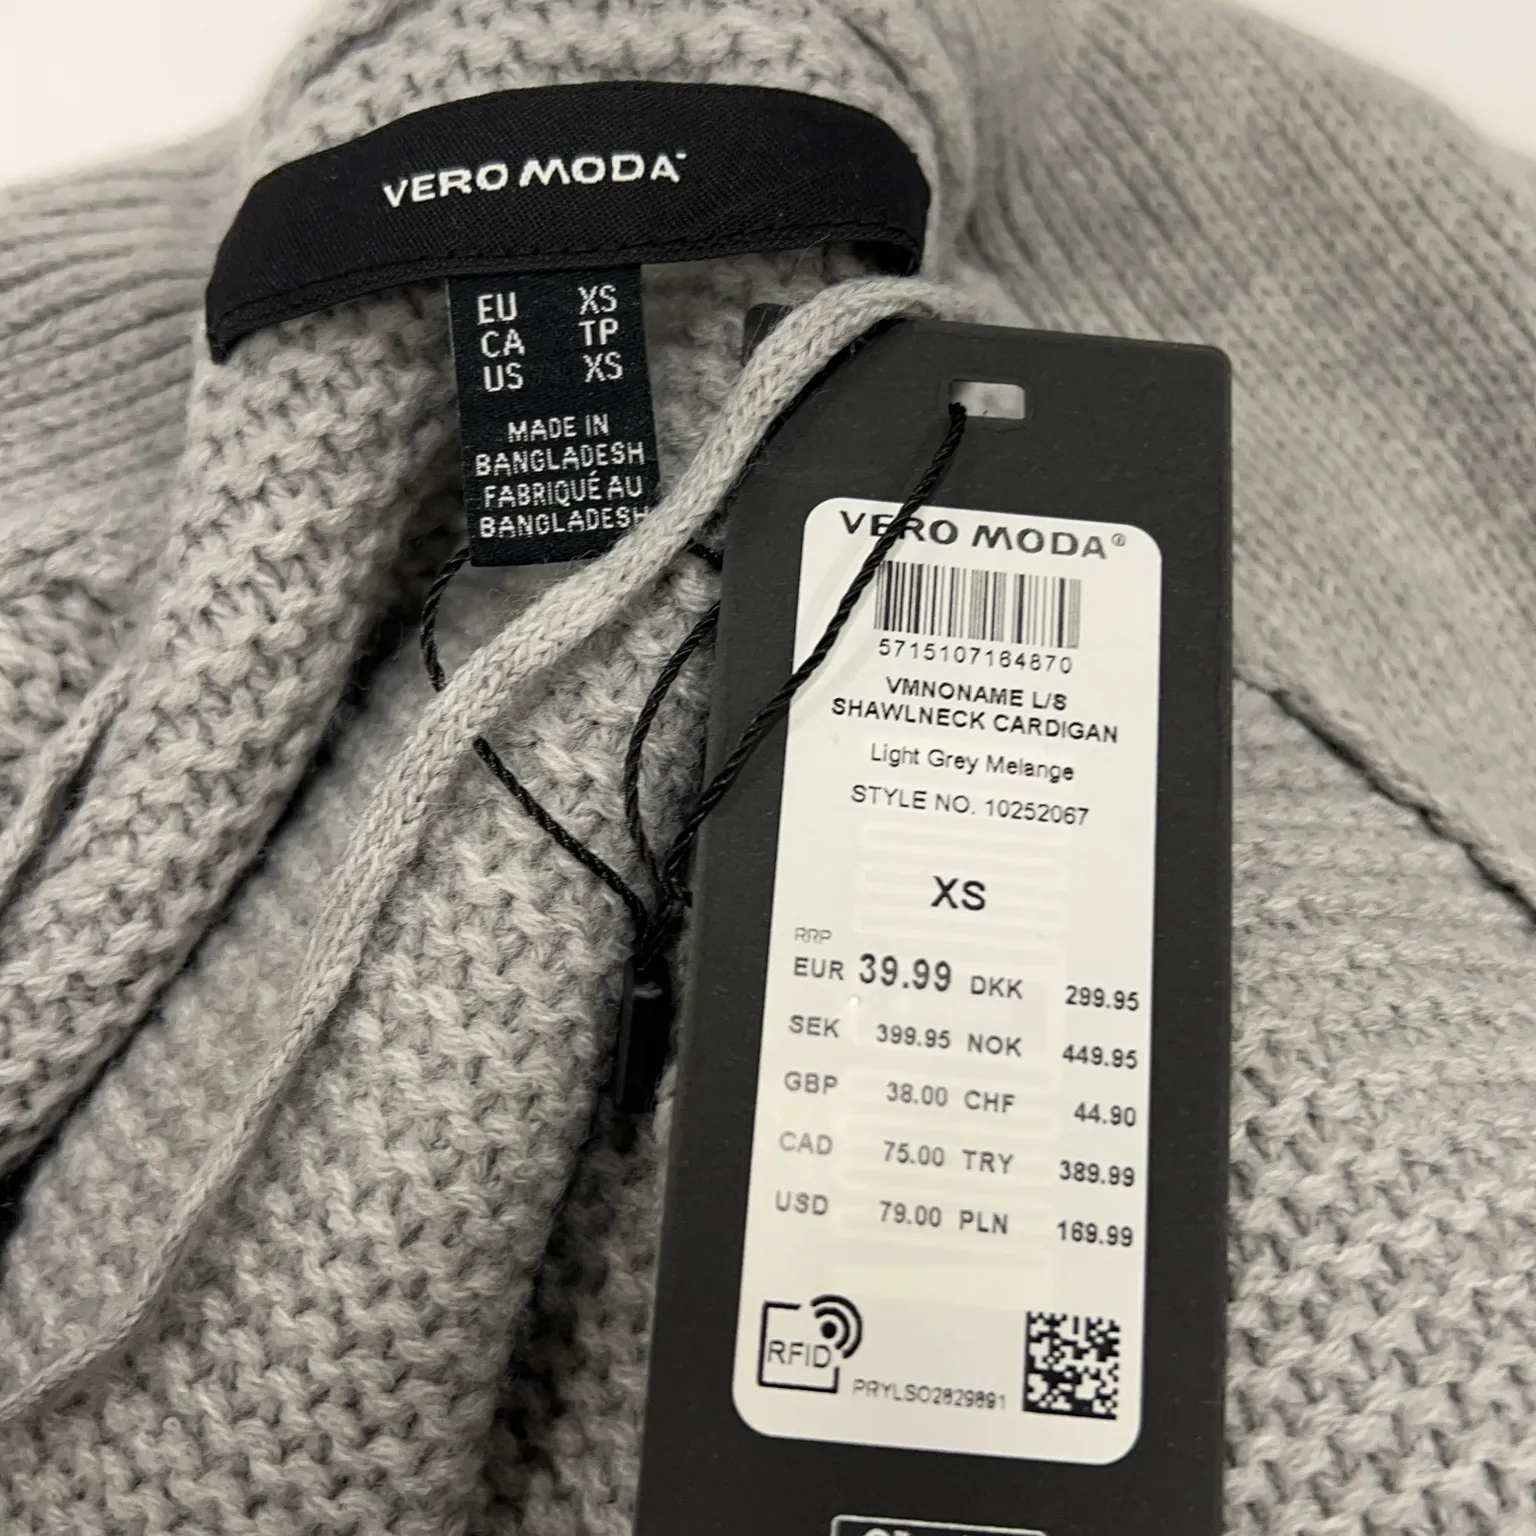 VERO MODA™
EU XS
CA TP
US XS
MADE IN
BANGLADESH
FABRIQUÉ AU
BANGLADESH
VERO MODA®
5715107184870
VMNONAME L/S
SHAWLNECK CARDIGAN
Light Grey Melange
STYLE NO. 10252067
XS
RRP
EUR 39.99 DKK 299.95
SEK 399.95 NOK 449.95
GBP 38.00 CHF 44.90
CAD 75.00 TRY 389.99
USD 79.00 PLN 169.99
RFID
PRYLSO2829891